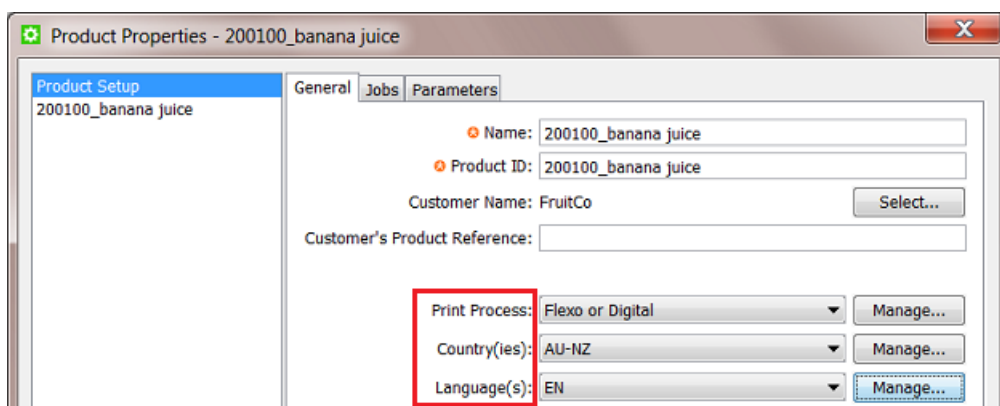 Product Properties - 200100_banana juice
X
Product Setup
200100_banana juice
General Jobs Parameters
Name: 200100_banana juice
Product ID: 200100_banana juice
Customer Name: FruitCo Select...
Customer's Product Reference:
Print Process: Flexo or Digital Manage...
Country(ies): AU-NZ Manage...
Language(s): EN Manage...